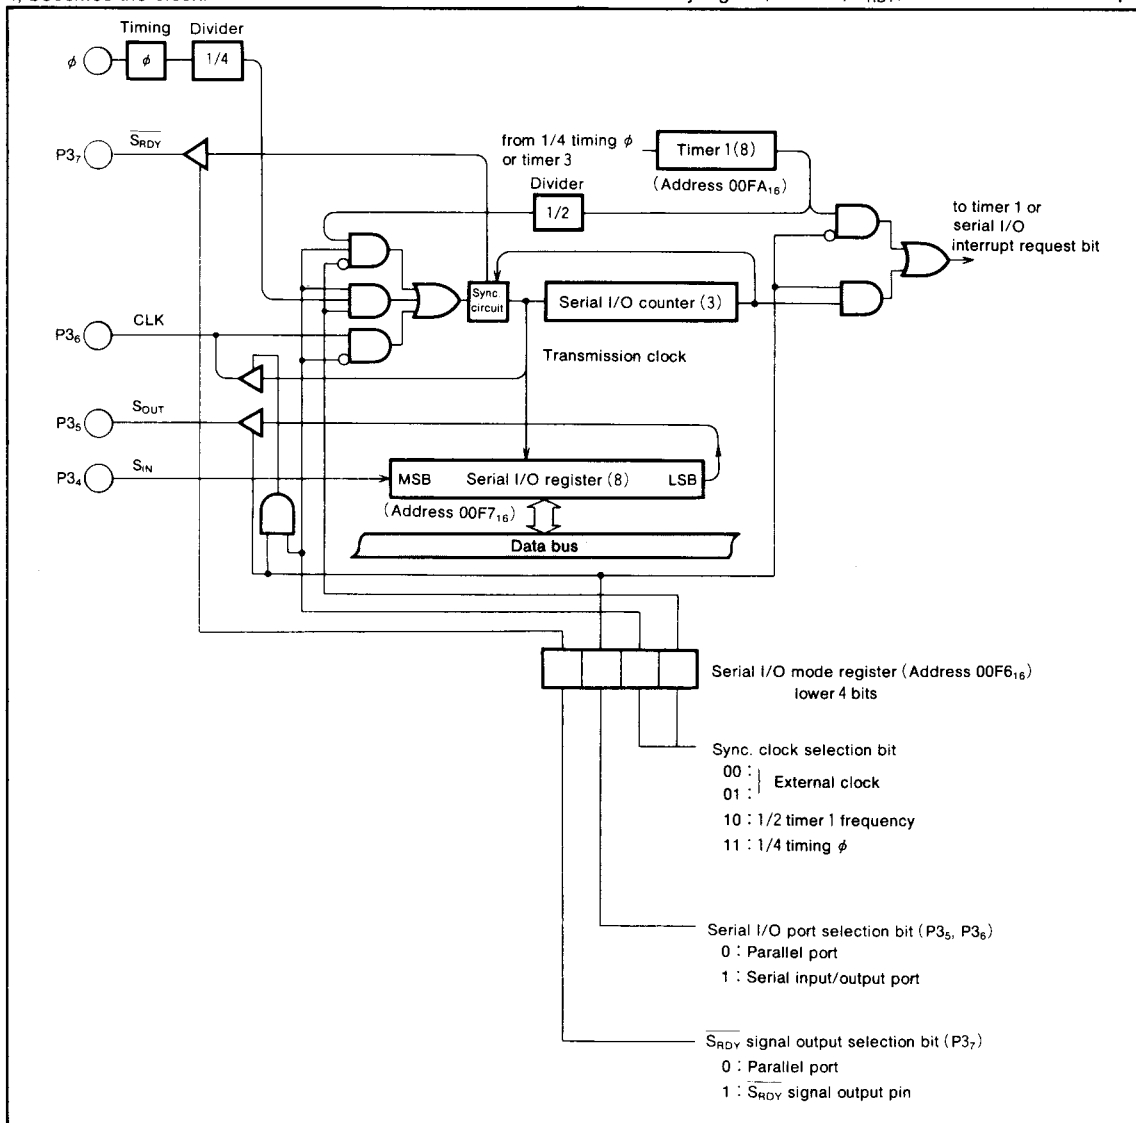 1, becomes the clock.
Timing Divider
φ φ 1/4
P3₇ S̅R̅D̅Y̅
from 1/4 timing φ
or timer 3
Timer 1(8)
(Address 00FA₁₆)
Divider
1/2
to timer 1 or
serial I/O
interrupt request bit
Sync.
circuit
Serial I/O counter (3)
P3₆ CLK
Transmission clock
P3₅ SOUT
P3₄ SIN
MSB Serial I/O register (8) LSB
(Address 00F7₁₆)
Data bus
Serial I/O mode register (Address 00F6₁₆)
lower 4 bits
Sync. clock selection bit
00 :
01 :
External clock
10 : 1/2 timer 1 frequency
11 : 1/4 timing φ
Serial I/O port selection bit (P3₅, P3₆)
0 : Parallel port
1 : Serial input/output port
S̅R̅D̅Y̅ signal output selection bit (P3₇)
0 : Parallel port
1 : S̅R̅D̅Y̅ signal output pin